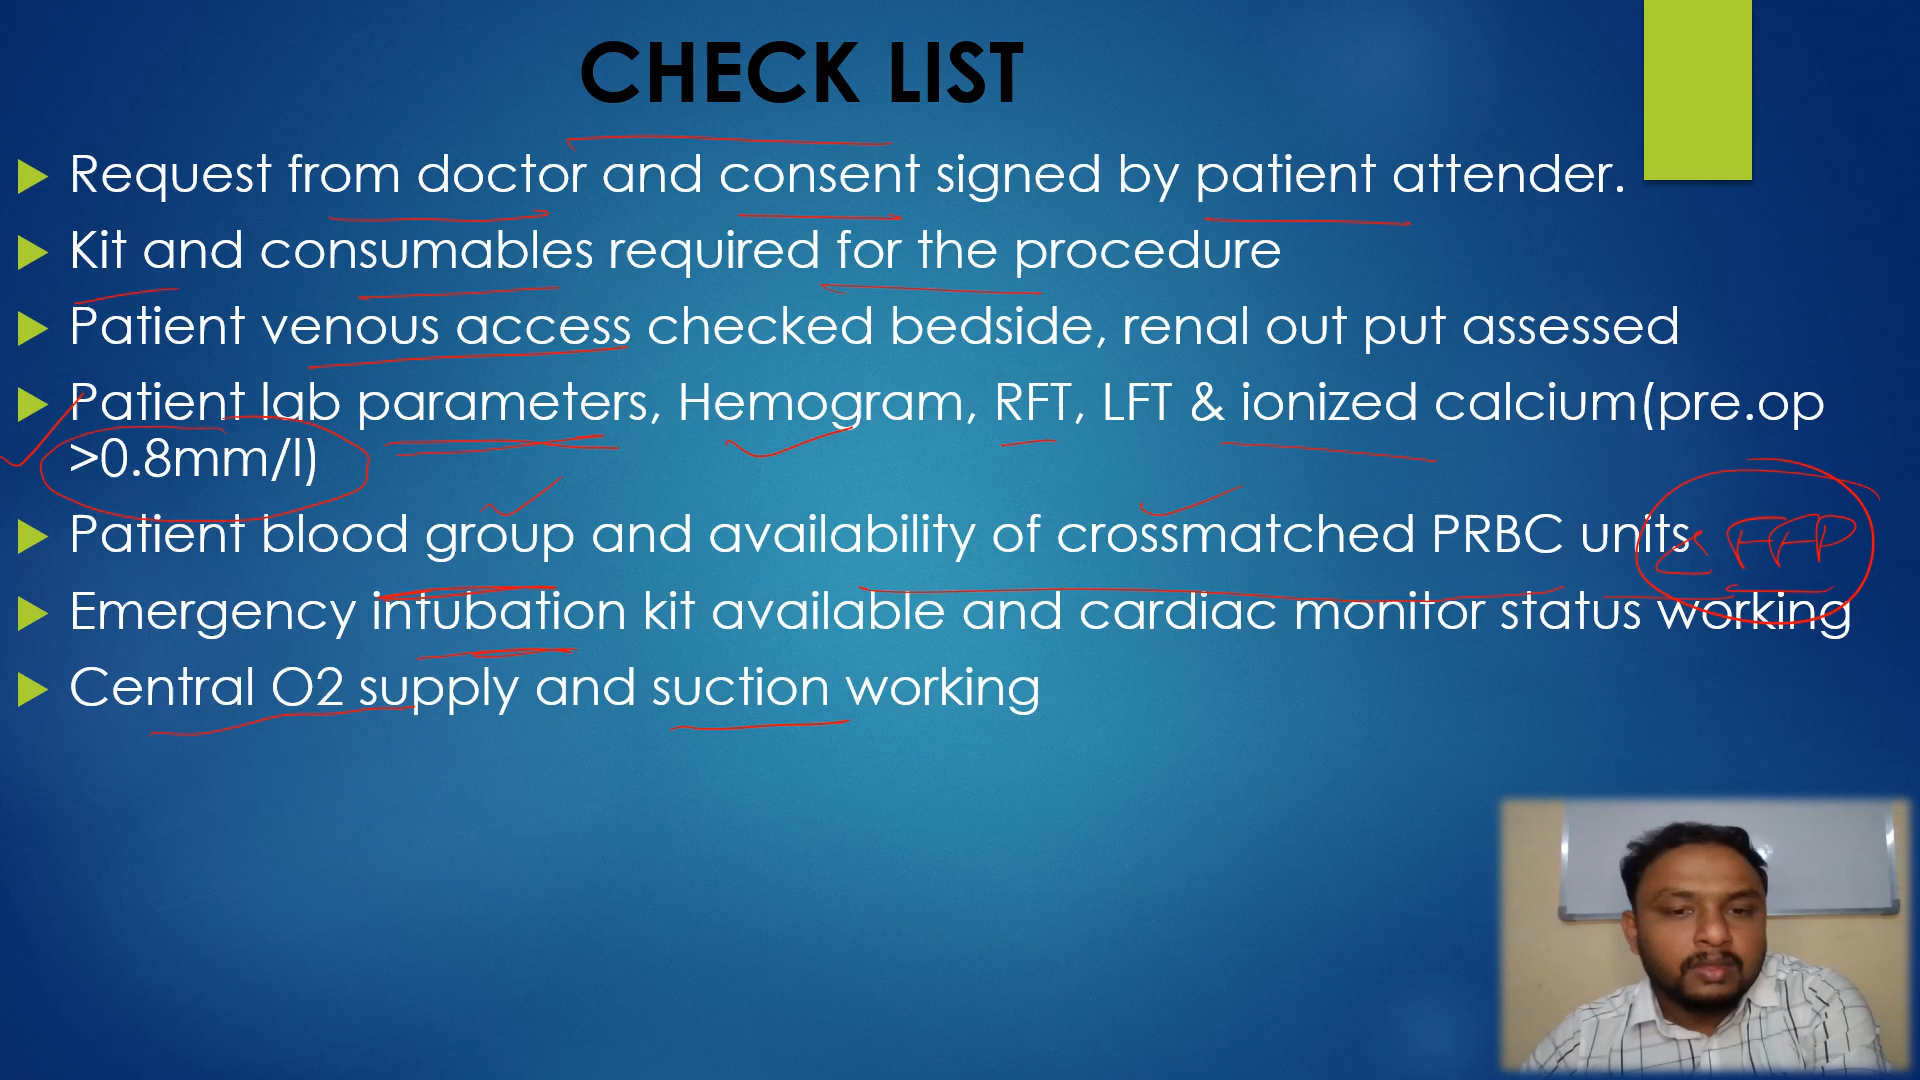 CHECK LIST
Request from doctor and consent signed by patient attender.
Kit and consumables required for the procedure
Patient venous access checked bedside, renal out put assessed
Patient lab parameters, Hemogram, RFT, LFT & ionized calcium(pre.op
>0.8mm/l)
Patient blood group and availability of crossmatched PRBC units
FFP
Emergency intubation kit available and cardiac monitor status working
Central O2 supply and suction working